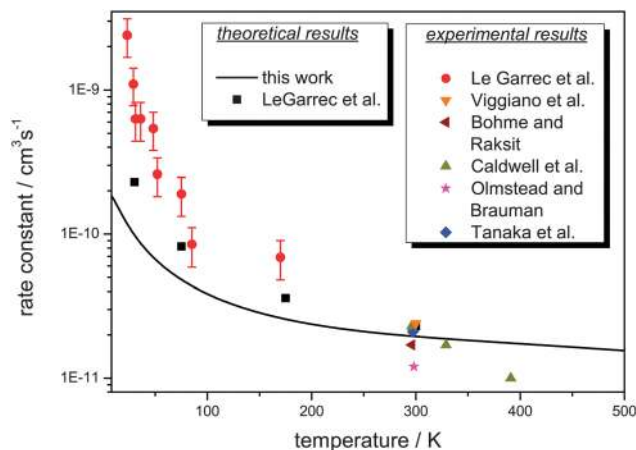 theoretical results
this work
LeGarrec et al.
experimental results
Le Garrec et al.
Viggiano et al.
Bohme and
Raksit
Caldwell et al.
Olmstead and
Brauman
Tanaka et al.
rate constant / cm³s⁻¹
1E-9
1E-10
1E-11
100 200 300 400 500
temperature / K